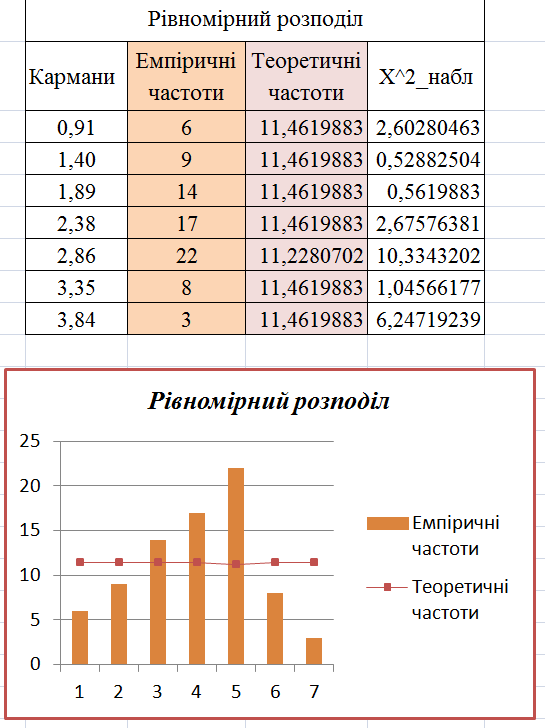 Рівномірний розподіл
Кармани Емпіричні частоти Теоретичні частоти X^2_набл
0,91 6 11,4619883 2,60280463
1,40 9 11,4619883 0,52882504
1,89 14 11,4619883 0,5619883
2,38 17 11,4619883 2,67576381
2,86 22 11,2280702 10,3343202
3,35 8 11,4619883 1,04566177
3,84 3 11,4619883 6,24719239
Рівномірний розподіл
25
20
15
10
5
0
1 2 3 4 5 6 7
Емпіричні
частоти
Теоретичні
частоти